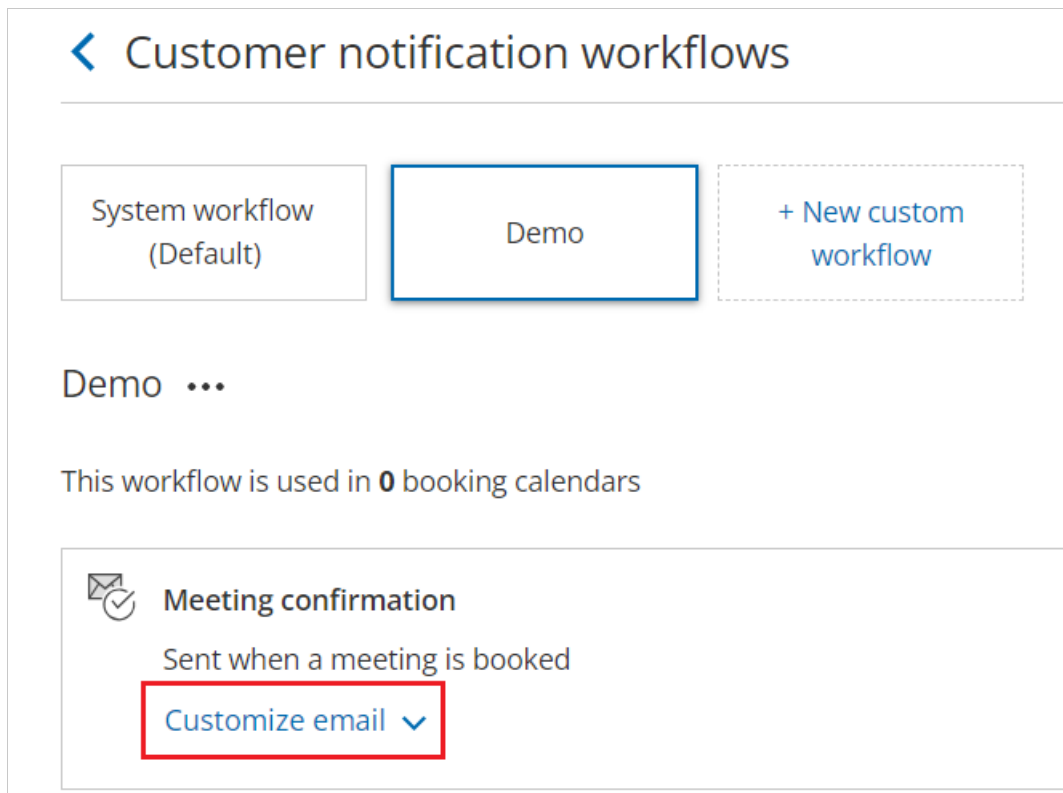 Customer notification workflows
System workflow
(Default)
Demo
+ New custom
workflow
Demo •••
This workflow is used in 0 booking calendars
Meeting confirmation
Sent when a meeting is booked
Customize email